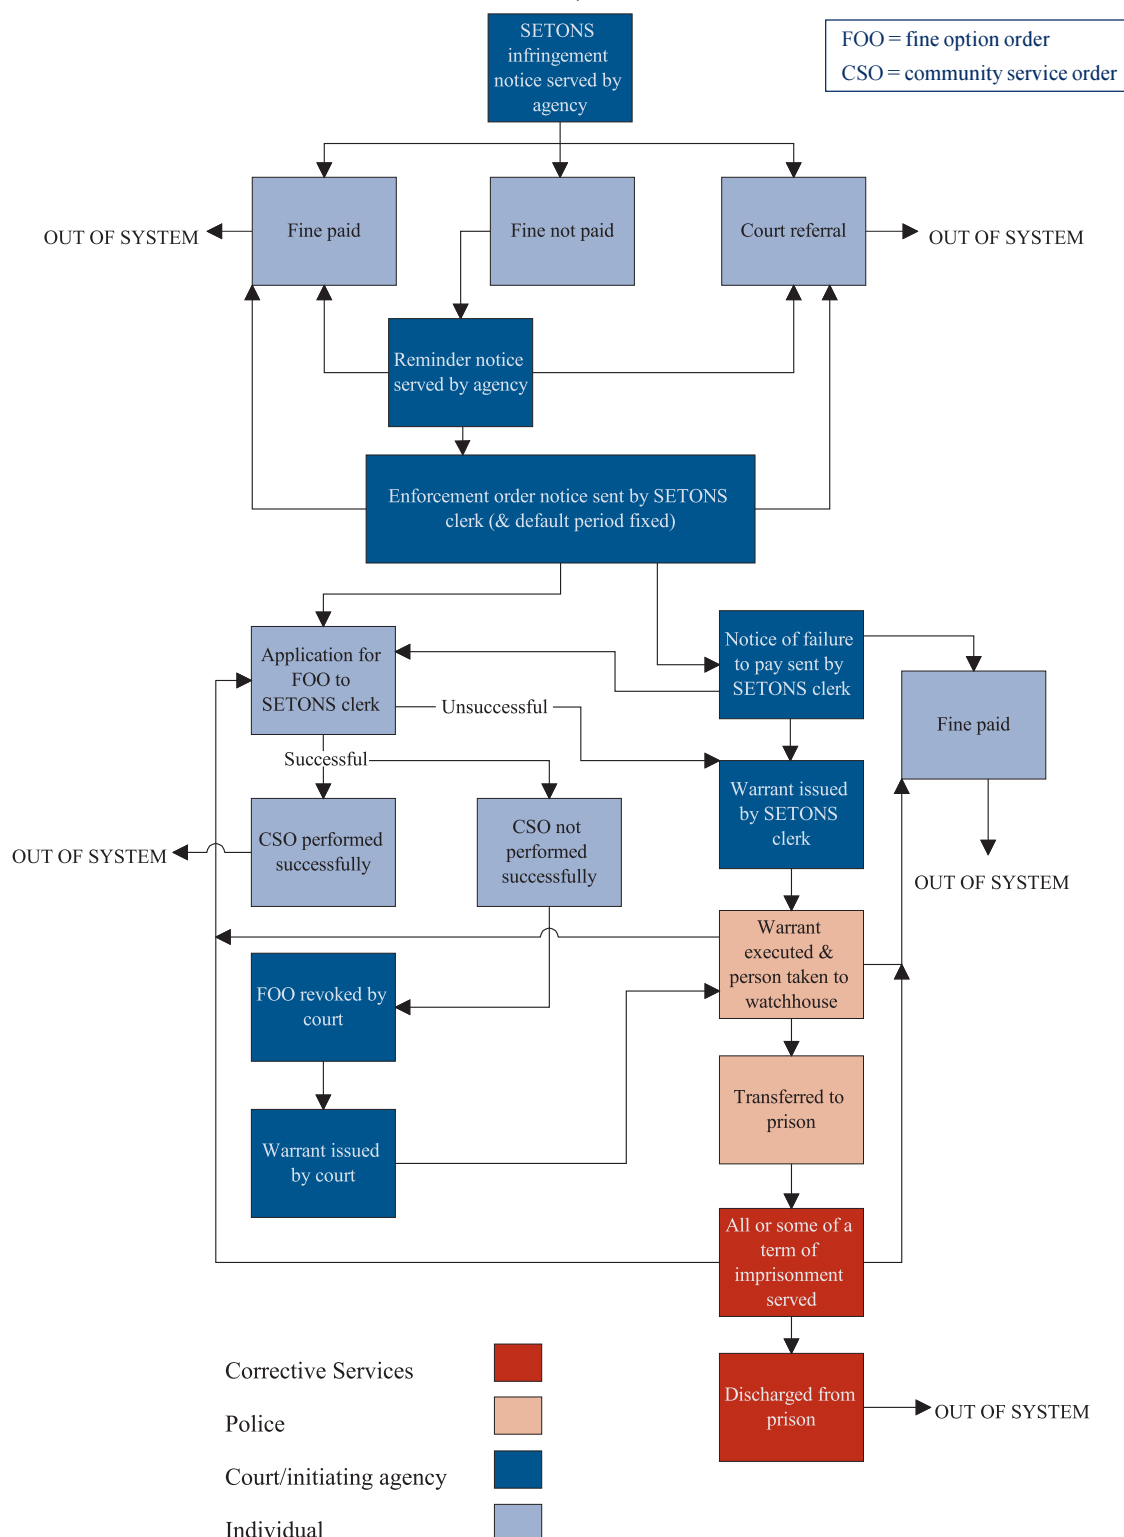 SETONS
infringement
notice served by
agency
FOO = fine option order
CSO = community service order
Fine paid
Fine not paid
Court referral
OUT OF SYSTEM
OUT OF SYSTEM
Reminder notice
served by agency
Enforcement order notice sent by SETONS
clerk (& default period fixed)
Application for
FOO to
SETONS clerk
Notice of failure
to pay sent by
SETONS clerk
Unsuccessful
Fine paid
Successful
Warrant issued
by SETONS
clerk
CSO performed
successfully
CSO not
performed
successfully
OUT OF SYSTEM
OUT OF SYSTEM
Warrant
executed &
person taken to
watchhouse
FOO revoked by
court
Transferred to
prison
Warrant issued
by court
All or some of a
term of
imprisonment
served
Discharged from
prison
OUT OF SYSTEM
Corrective Services
Police
Court/initiating agency
Individual